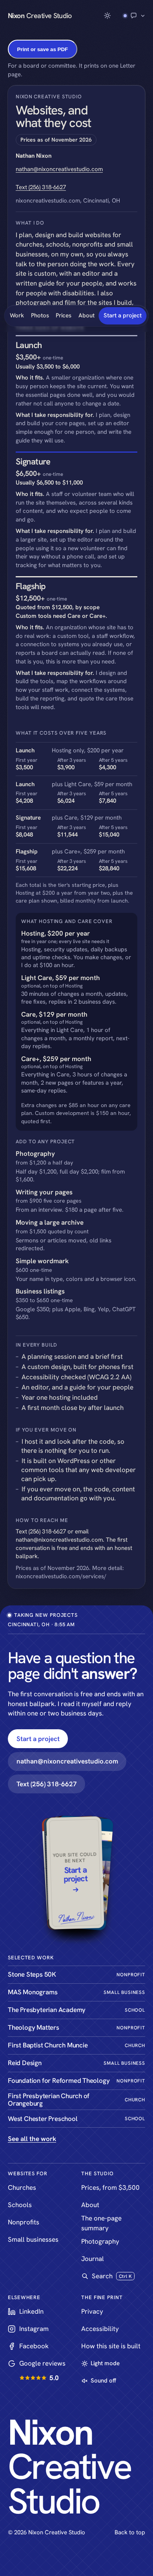 Nixon Creative Studio
Print or save as PDF
For a board or committee. It prints on one Letter
page.
NIXON CREATIVE STUDIO
Websites, and
what they cost
Prices as of November 2026
Nathan Nixon
nathan@nixoncreativestudio.com
Text (256) 318-6627
nixoncreativestudio.com, Cincinnati, OH
WHAT I DO
I plan, design and build websites for
churches, schools, nonprofits and small
businesses, on my own, so you always
talk to the person doing the work. Every
site is custom, with an editor and a
written guide for your people, and
everything in it belongs to you. I also
photograph and film for the sites I build.
Work
Photos
Prices
About
Start a project
Launch
$3,500+ one-time
Usually $3,500 to $6,000
Who it fits. A smaller organization where one
busy person keeps the site current. You want
the essential pages done well, and you would
rather not call anyone to change a date.
What I take responsibility for. I plan, design
and build your core pages, set up an editor
simple enough for one person, and write the
guide they will use.
Signature
$6,500+ one-time
Usually $6,500 to $11,000
Who it fits. A staff or volunteer team who will
run the site themselves, across several kinds
of content, and who expect people to come
and go.
What I take responsibility for. I plan and build
a larger site, set up the editor around the
people using it so a new volunteer can find
their way without a phone call, and set up
tracking for what matters to you.
Flagship
$12,500+ one-time
Quoted from $12,500, by scope
Custom tools need Care or Care+.
Who it fits. An organization whose site has to
do real work: a look of its own, a staff workflow,
a connection to systems you already use, or a
report for a board or a funder. It takes a person
a boards actually read. If none of
that is you, this is more than you need.
What I take responsibility for. I design and
build the tools, map the work around how
your staff work, connect the systems, build
the reporting, and quote the care those tools
will need.
WHAT IT COSTS OVER FIVE YEARS
Launch
Hosting only, $200 per year
First year
After 3 years
After 5 years
$3,500
$3,900
$4,300
Launch
plus Light Care, $59 per month
First year
After 3 years
After 5 years
$4,208
$6,024
$7,840
Signature
plus Care, $129 per month
First year
After 3 years
After 5 years
$8,048
$11,544
$15,040
Flagship
plus Care+, $259 per month
First year
After 3 years
After 5 years
$15,608
$22,224
$28,840
Each total is the tier's starting price, plus
Hosting at $200 a year from year two, plus the
care plan shown, billed monthly from launch.
WHAT HOSTING AND CARE COVER
Hosting, $200 per year
free in year one; every live site needs it
Hosting, security updates, daily backups
and uptime checks. You make changes, or
I do at $100 an hour.
Light Care, $59 per month
optional, on top of Hosting
30 minutes of changes a month, updates,
tree fixes, replies in 2 business days.
Care, $129 per month
optional, on top of Hosting
Everything in Light Care, 1 hour of
changes a month, a monthly report, next-
day replies.
Care+, $259 per month
optional, on top of Hosting
Everything in Care, 3 hours of changes a
month, 2 new pages or features a year,
same-day replies.
Extra changes are $85 an hour on any care
plan. Custom development is $150 an hour,
quoted first.
ADD TO ANY PROJECT
Photography
from $1,200 a half day
Half day $1,200, full day $2,200; film from
$1,600.
Writing your pages
from $900 five core pages
From an interview. $180 a page after five.
Moving a large archive
from $1,500 quoted by count
Sermons or articles moved, old links
redirected.
Simple wordmark
$600 one-time
Your name in type, colors and a browser icon.
Business listings
$350 to $650 one-time
Google $350; plus Apple, Bing, Yelp, ChatGPT
$650.
IN EVERY BUILD
- A planning session and a brief first
- A custom design, built for phones first
- Accessibility checked (WCAG 2.2 AA)
- An editor, and a guide for your people
- Year one hosting included
- A first month close by after launch
IF YOU EVER MOVE ON
- I host it and look after the code, so
there is nothing for you to run.
- It is built on WordPress or other
common tools that any web developer
can pick up.
- If you ever move on, the code, content
and documentation go with you.
HOW TO REACH ME
Text (256) 318-6627 or email
nathan@nixoncreativestudio.com. The first
conversation is free and ends with an honest
ballpark.
Prices as of November 2026. More detail:
nixoncreativestudio.com/services/
TAKING NEW PROJECTS
CINCINNATI, OH · 8:55 AM
Have a question the
page didn't answer?
The first conversation is free and ends with an
honest ballpark. I read it myself and reply
within one or two business days.
Start a project
nathan@nixoncreativestudio.com
Text (256) 318-6627
YOUR SITE COULD
BE NEXT
Start a
project
→
Nathan Nixon
SELECTED WORK
Stone Steps 50K
NONPROFIT
MA5 Monograms
SMALL BUSINESS
The Presbyterian Academy
SCHOOL
Theology Matters
NONPROFIT
First Baptist Church Muncie
CHURCH
Reid Design
SMALL BUSINESS
Foundation for Reformed Theology
NONPROFIT
First Presbyterian Church of
Orangeburg
CHURCH
West Chester Preschool
SCHOOL
See all the work
WEBSITES FOR
Churches
Schools
Nonprofits
Small businesses
THE STUDIO
Prices, from $3,500
About
The one-page
summary
Photography
Journal
Search Ctrl K
ELSEWHERE
LinkedIn
Instagram
Facebook
Google reviews
★★★★★ 5.0
THE FINE PRINT
Privacy
Accessibility
How this site is built
Light mode
Sound off
Nixon
Creative
Studio
© 2026 Nixon Creative Studio
Back to top